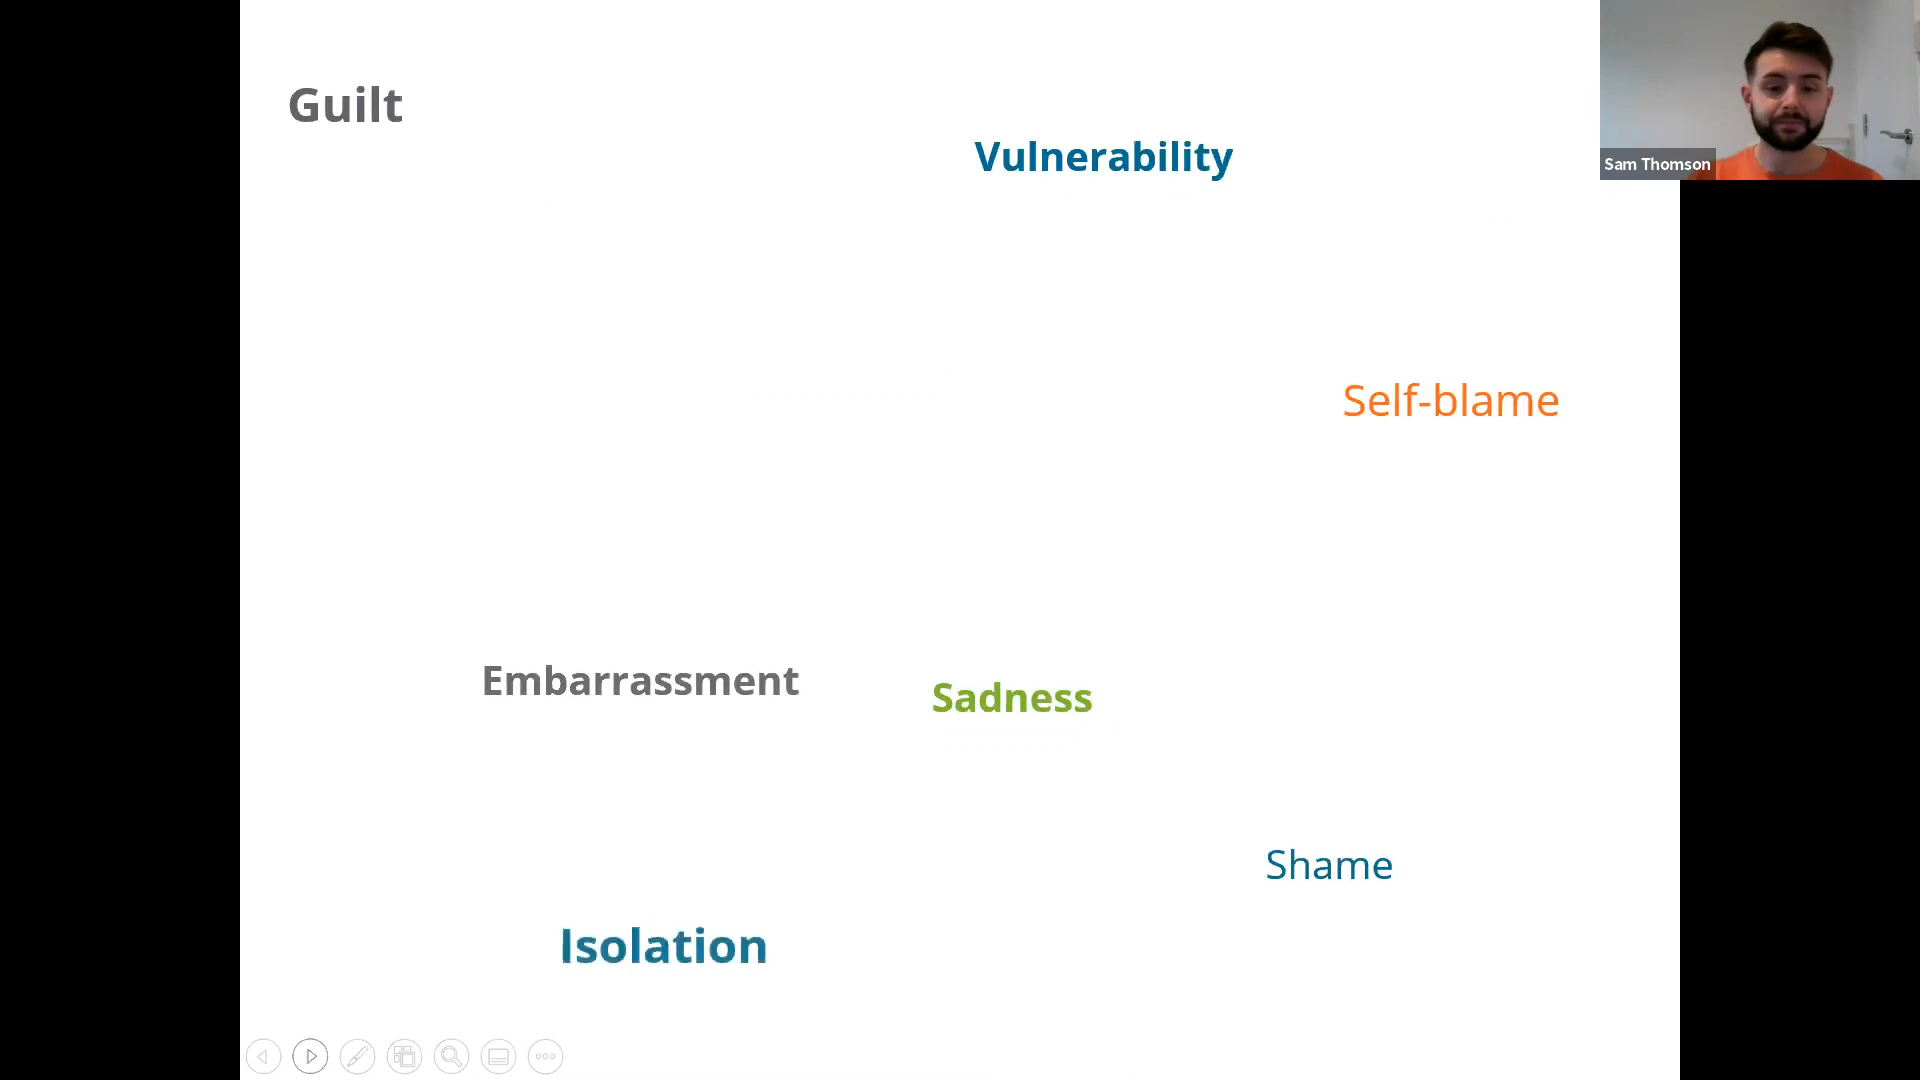 Guilt
Vulnerability
Sam Thomson
Self-blame
Embarrassment
Sadness
Shame
Isolation